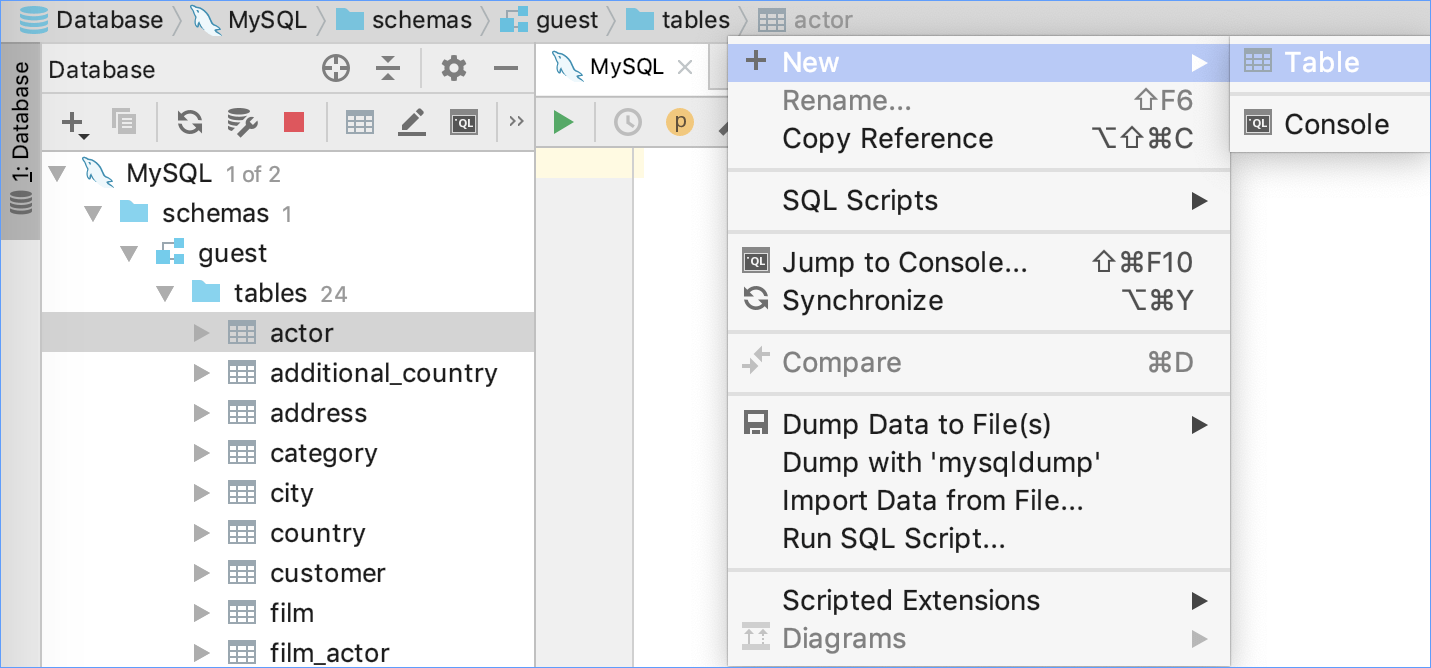 Database MySQL schemas guest tables actor
1: Database
Database
QL
MySQL 1 of 2
schemas 1
guest
tables 24
actor
additional_country
address
category
city
country
customer
film
film_actor
MySQL
p
New
Rename... ⇧F6
Copy Reference ⌥⇧⌘C
SQL Scripts
QL Jump to Console... ⇧⌘F10
Synchronize ⌥⌘Y
Compare ⌘D
Dump Data to File(s)
Dump with 'mysqldump'
Import Data from File...
Run SQL Script...
Scripted Extensions
Diagrams
Table
QL Console